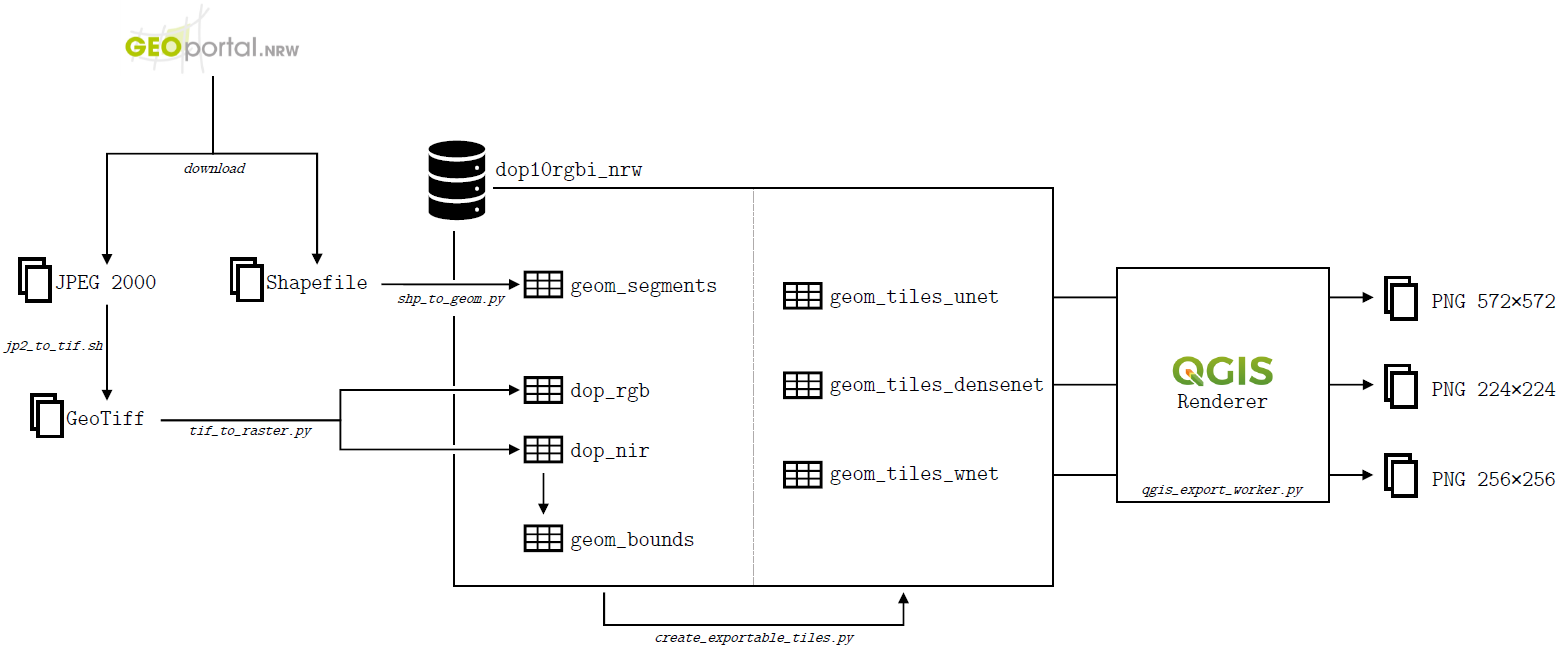 GEOportal.NRW
download
dop10rgbi_nrw
JPEG 2000
Shapefile
shp_to_geom.py
geom_segments
geom_tiles_unet
PNG 572×572
jp2_to_tif.sh
QGIS
Renderer
dop_rgb
geom_tiles_densenet
PNG 224×224
GeoTiff
tif_to_raster.py
dop_nir
geom_tiles_wnet
PNG 256×256
qgis_export_worker.py
geom_bounds
create_exportable_tiles.py